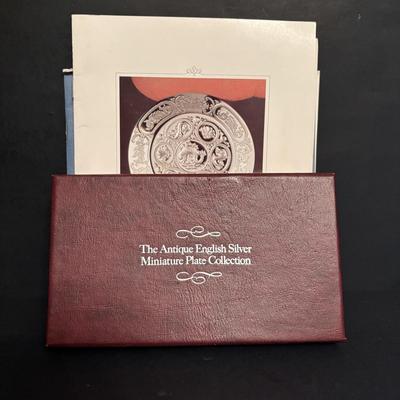 The Antique English Silver
Miniature Plate Collection